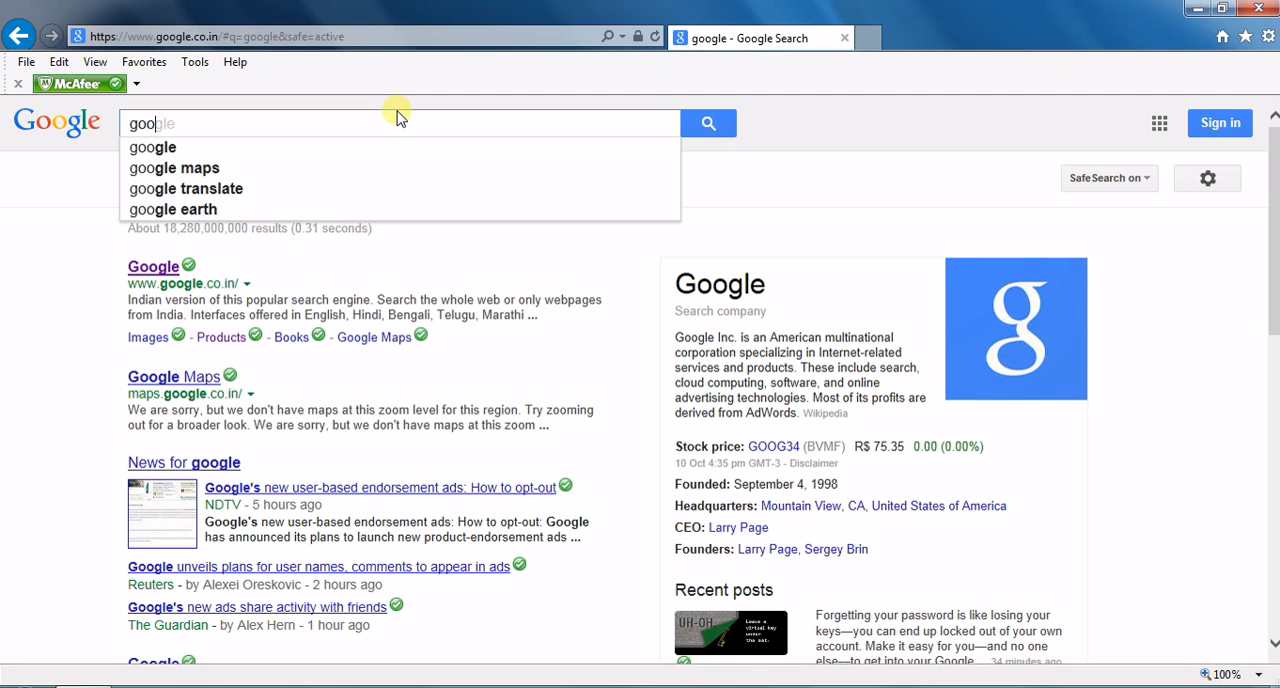 https://www.google.co.in/#q=google&safe=active
google - Google Search
File Edit View Favorites Tools Help
McAfee
Google
google
Sign in
google
google maps
google translate
google earth
SafeSearch on
About 18,280,000,000 results (0.31 seconds)
Google
www.google.co.in/
Indian version of this popular search engine. Search the whole web or only webpages
from India. Interfaces offered in English, Hindi, Bengali, Telugu, Marathi ...
Images - Products - Books - Google Maps
Google Maps
maps.google.co.in/
We are sorry, but we don't have maps at this zoom level for this region. Try zooming
out for a broader look. We are sorry, but we don't have maps at this zoom ...
News for google
Google's new user-based endorsement ads: How to opt-out
NDTV - 5 hours ago
Google's new user-based endorsement ads: How to opt-out: Google
has announced its plans to launch new product-endorsement ads ...
Google unveils plans for user names, comments to appear in ads
Reuters - by Alexei Oreskovic - 2 hours ago
Google's new ads share activity with friends
The Guardian - by Alex Hern - 1 hour ago
Google
Google
Search company
Google Inc. is an American multinational
corporation specializing in Internet-related
services and products. These include search,
cloud computing, software, and online
advertising technologies. Most of its profits are
derived from AdWords. Wikipedia
Stock price: GOOG34 (BVMF) R$ 75.35 0.00 (0.00%)
10 Oct 4:35 pm GMT-3 - Disclaimer
Founded: September 4, 1998
Headquarters: Mountain View, CA, United States of America
CEO: Larry Page
Founders: Larry Page, Sergey Brin
Recent posts
UH-OH...
Leave a
virtual key
under
the mat.
Forgetting your password is like losing your
keys—you can end up locked out of your own
account. Make it easy for you—and no one
else—to get into your Google... 34 minutes ago
100%